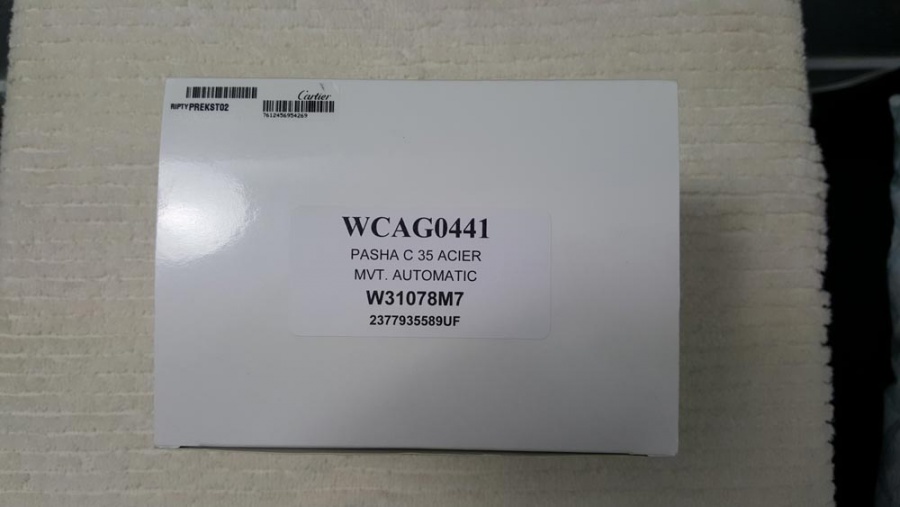 RIPTY PREKST02
Cartier
7612456954269
WCAG0441
PASHA C 35 ACIER
MVT. AUTOMATIC
W31078M7
2377935589UF